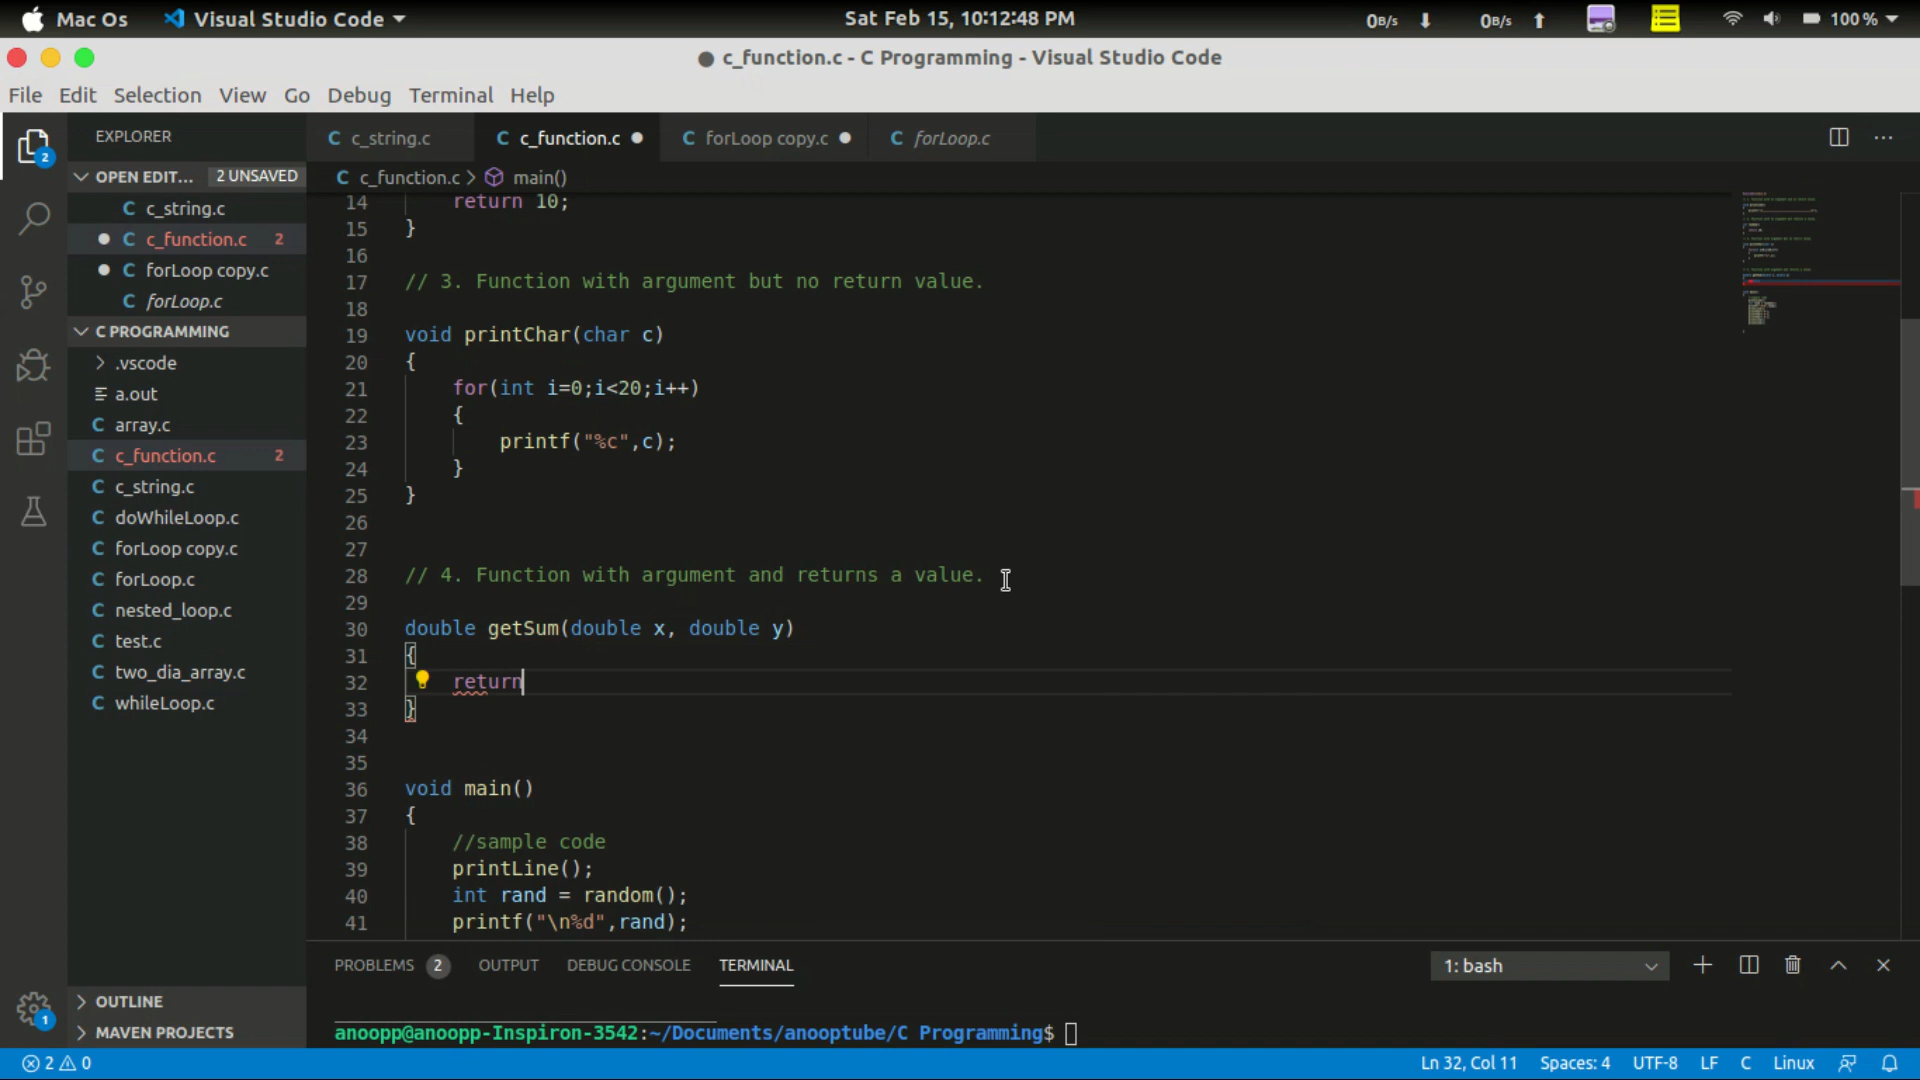 Mac Os Visual Studio Code Sat Feb 15, 10:12:48 PM 0B/s 0B/s 100 %
c_function.c - C Programming - Visual Studio Code
File Edit Selection View Go Debug Terminal Help
EXPLORER
2
OPEN EDIT... 2 UNSAVED
C c_string.c
C c_function.c 2
C forLoop copy.c
forLoop.c
C PROGRAMMING
.vscode
a.out
C array.c
C c_function.c 2
C c_string.c
C doWhileLoop.c
C forLoop copy.c
C forLoop.c
C nested_loop.c
C test.c
C two_dia_array.c
C whileLoop.c
OUTLINE
MAVEN PROJECTS
1
C c_string.c C c_function.c C forLoop copy.c C forLoop.c
C c_function.c > main()
14 return 10;
15 }
16
17 // 3. Function with argument but no return value.
18
19 void printChar(char c)
20 {
21 for(int i=0;i<20;i++)
22 {
23 printf("%c",c);
24 }
25 }
26
27
28 // 4. Function with argument and returns a value.
29
30 double getSum(double x, double y)
31 {
32 return
33 }
34
35
36 void main()
37 {
38 //sample code
39 printLine();
40 int rand = random();
41 printf("\n%d",rand);
PROBLEMS 2 OUTPUT DEBUG CONSOLE TERMINAL 1: bash
anoopp@anoopp-Inspiron-3542:~/Documents/anooptube/C Programming$
2 0 Ln 32, Col 11 Spaces: 4 UTF-8 LF C Linux